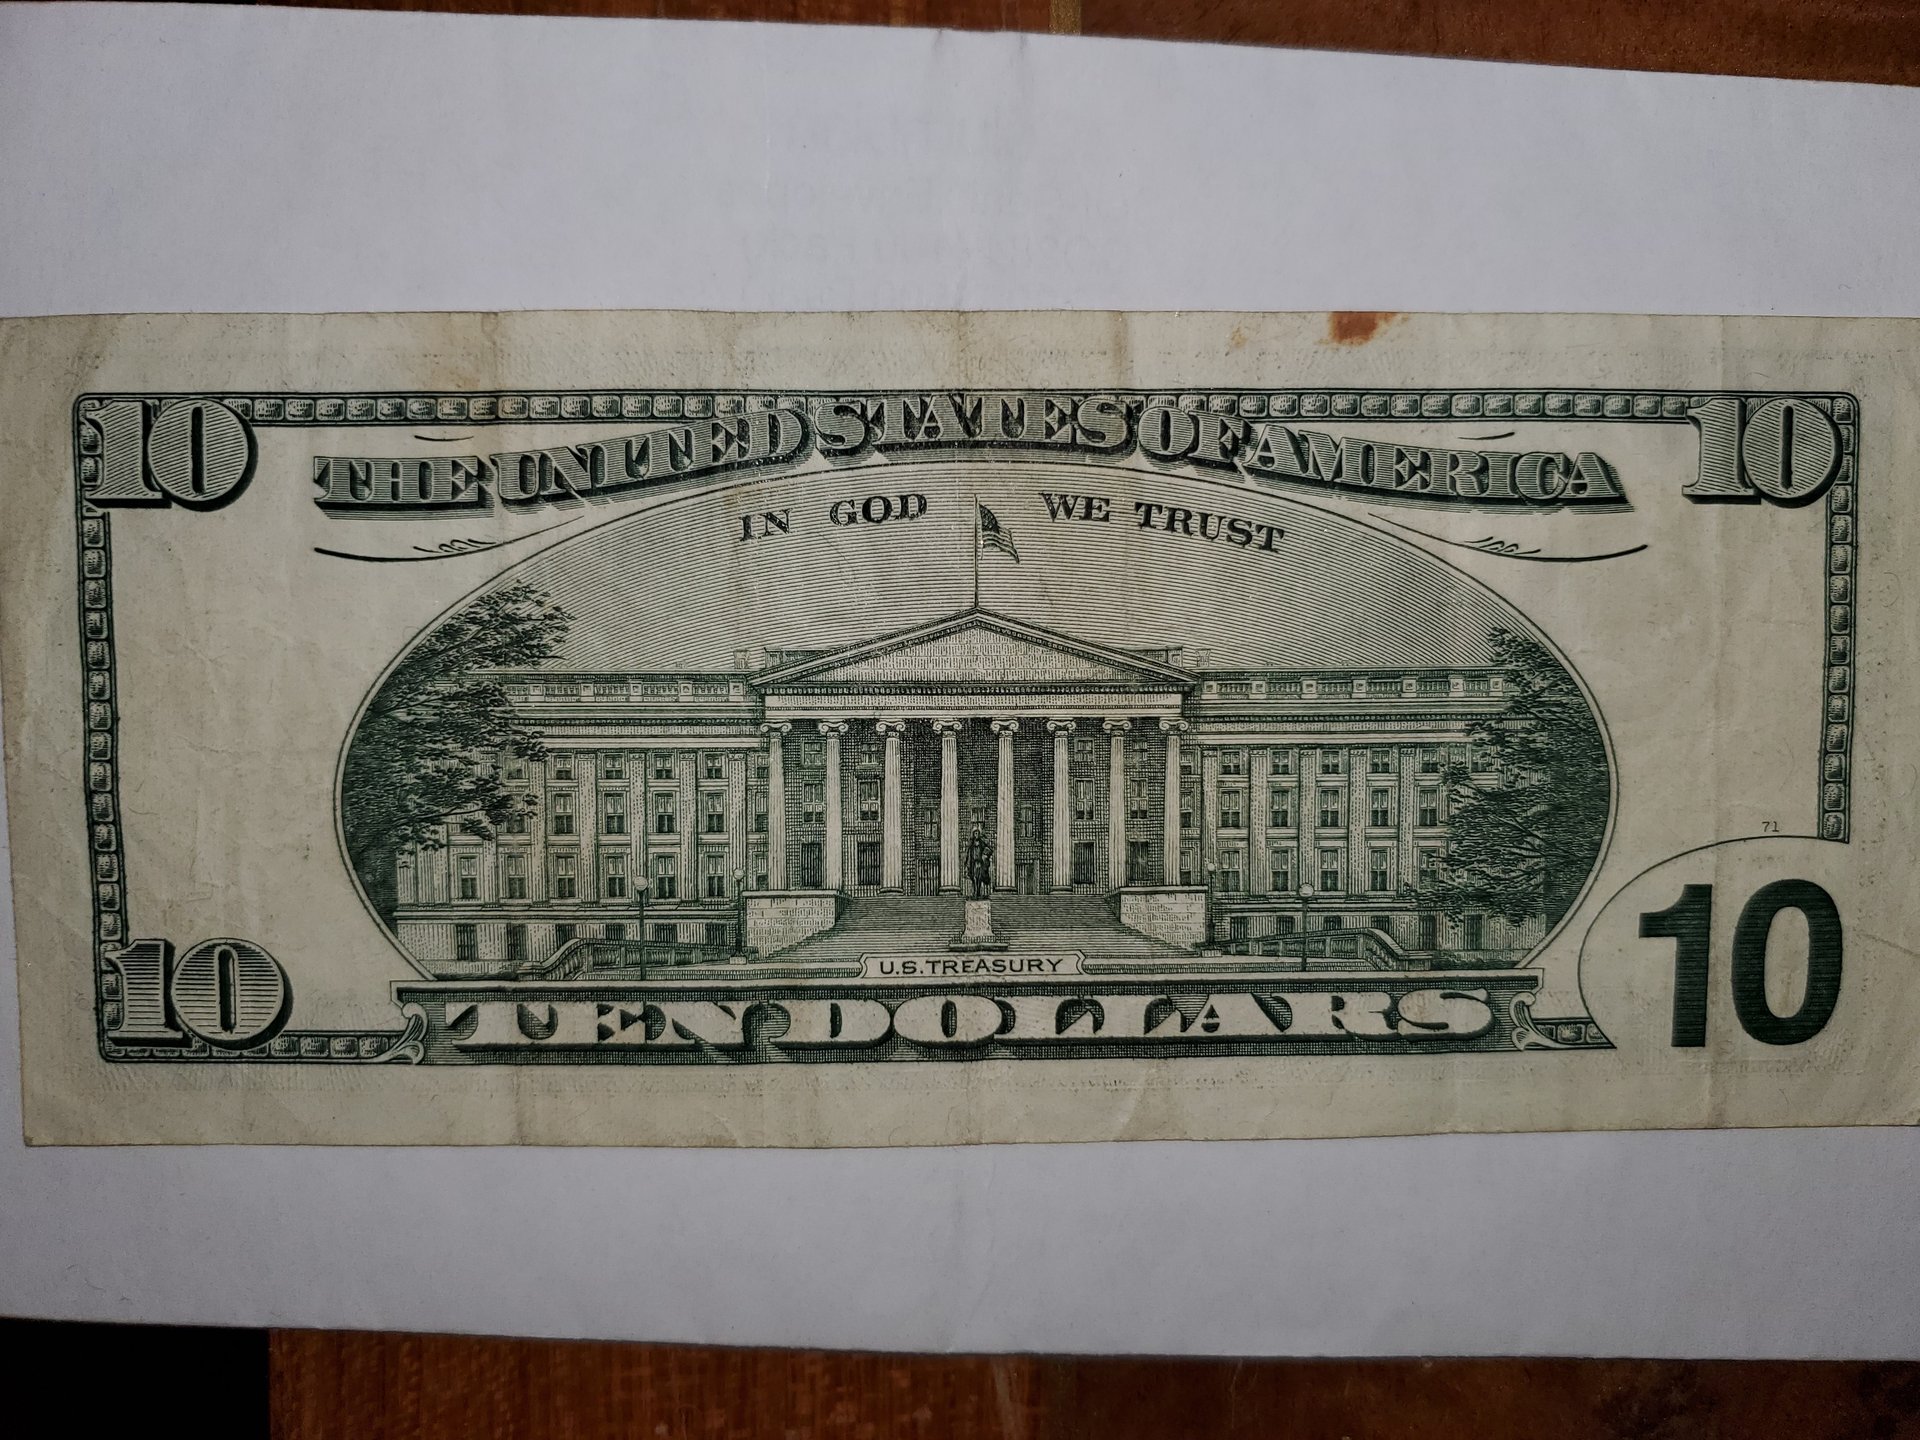 10
THE UNITED STATES OF AMERICA
10
IN GOD WE TRUST
71
10
U.S. TREASURY
TEN DOLLARS
10